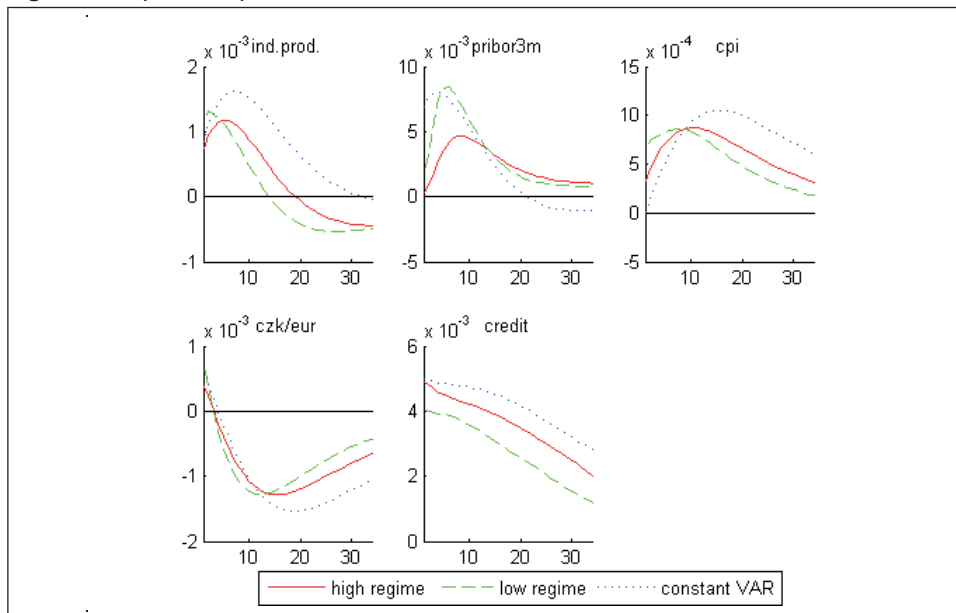 x 10⁻³ ind.prod.
2
1
0
-1
10 20 30
x 10⁻³ pribor3m
10
5
0
-5
10 20 30
x 10⁻⁴ cpi
15
10
5
0
-5
10 20 30
x 10⁻³ czk/eur
1
0
-1
-2
10 20 30
x 10⁻³ credit
6
4
2
0
10 20 30
high regime low regime constant VAR